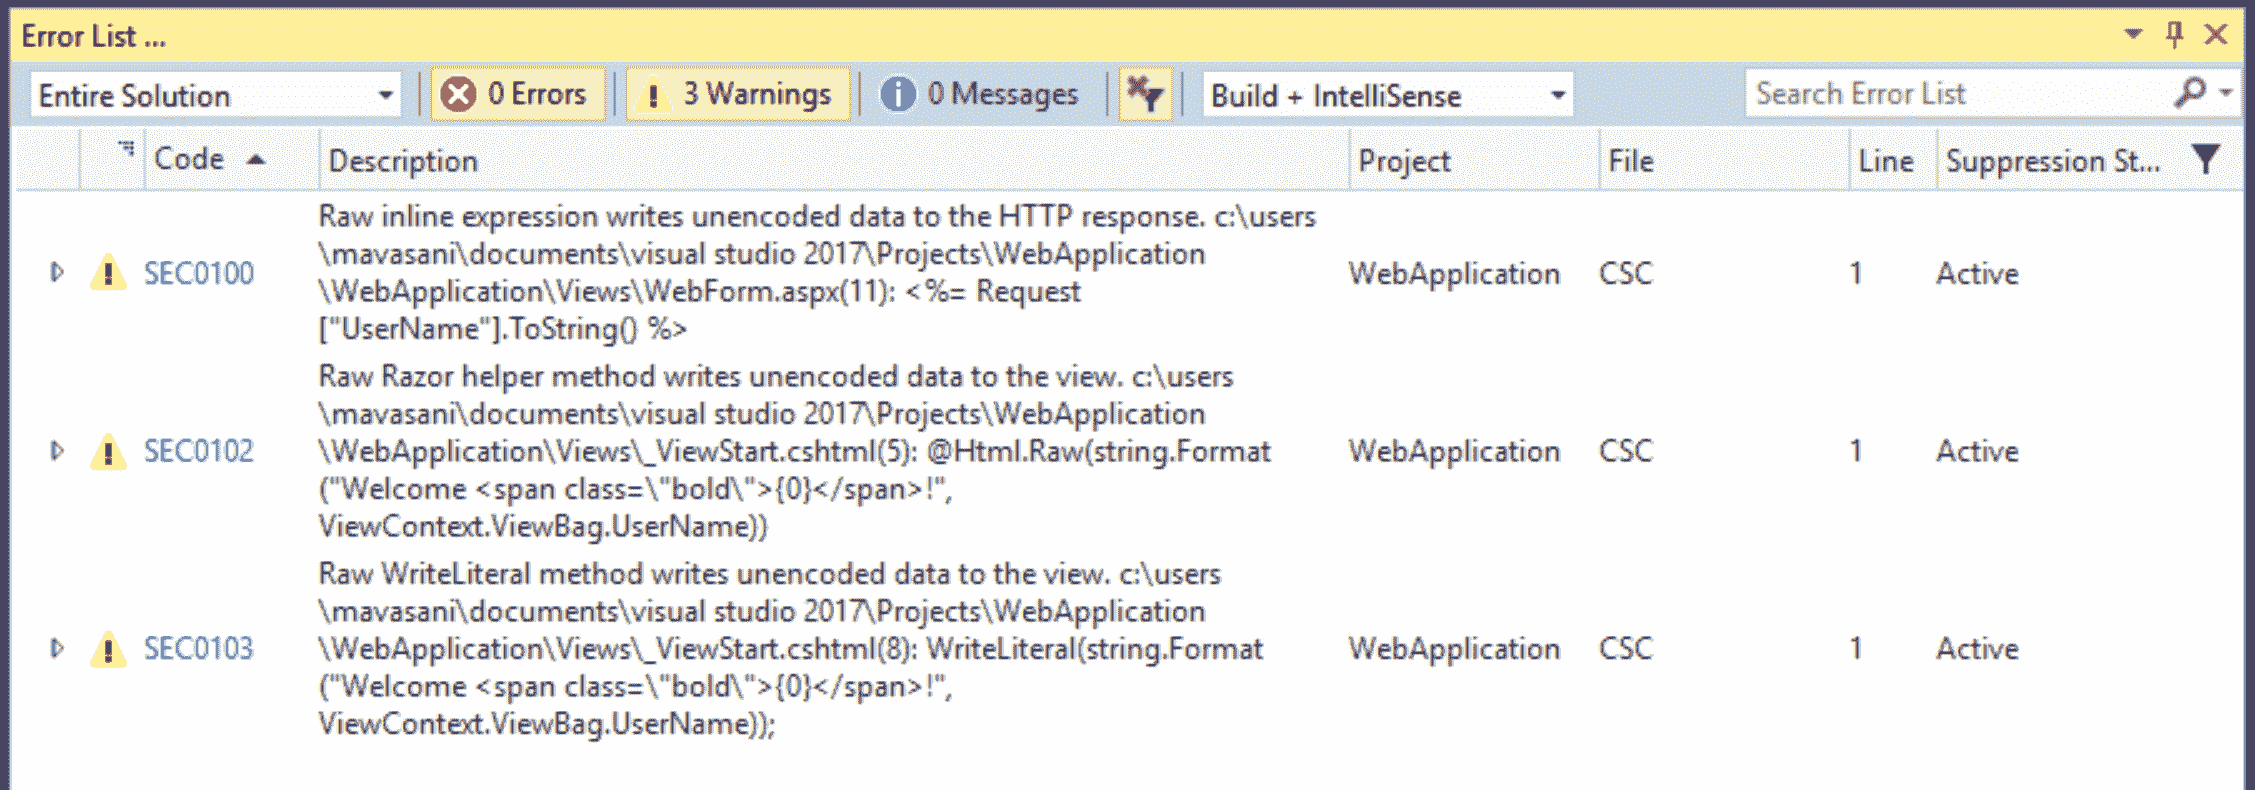 Error List ...
Entire Solution 0 Errors 3 Warnings 0 Messages Build + IntelliSense Search Error List
Code Description Project File Line Suppression St...
Raw inline expression writes unencoded data to the HTTP response. c:\users
\mavasani\documents\visual studio 2017\Projects\WebApplication
SEC0100 \WebApplication\Views\WebForm.aspx(11): <%= Request WebApplication CSC 1 Active
["UserName"].ToString() %>
Raw Razor helper method writes unencoded data to the view. c:\users
\mavasani\documents\visual studio 2017\Projects\WebApplication
SEC0102 \WebApplication\Views\_ViewStart.cshtml(5): @Html.Raw(string.Format WebApplication CSC 1 Active
("Welcome <span class=\"bold\">{0}</span>!",
ViewContext.ViewBag.UserName))
Raw WriteLiteral method writes unencoded data to the view. c:\users
\mavasani\documents\visual studio 2017\Projects\WebApplication
SEC0103 \WebApplication\Views\_ViewStart.cshtml(8): WriteLiteral(string.Format WebApplication CSC 1 Active
("Welcome <span class=\"bold\">{0}</span>!",
ViewContext.ViewBag.UserName));